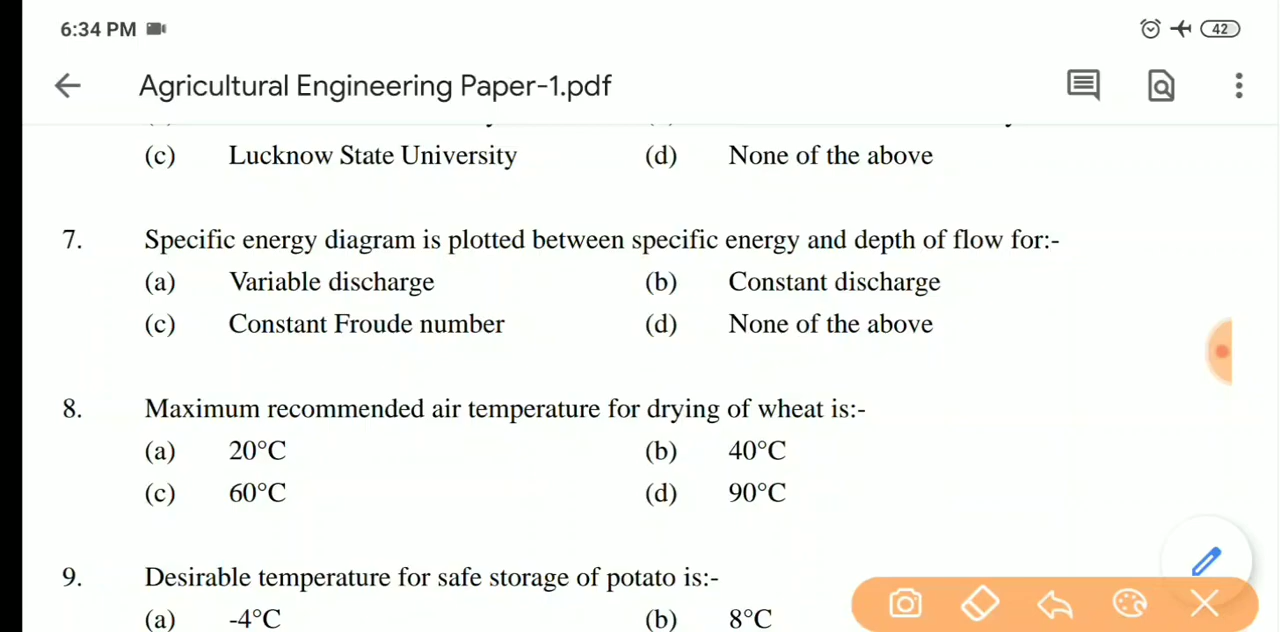 6:34 PM
42
Agricultural Engineering Paper-1.pdf
(c) Lucknow State University (d) None of the above
7. Specific energy diagram is plotted between specific energy and depth of flow for:-
(a) Variable discharge (b) Constant discharge
(c) Constant Froude number (d) None of the above
8. Maximum recommended air temperature for drying of wheat is:-
(a) 20°C (b) 40°C
(c) 60°C (d) 90°C
9. Desirable temperature for safe storage of potato is:-
(a) -4°C (b) 8°C